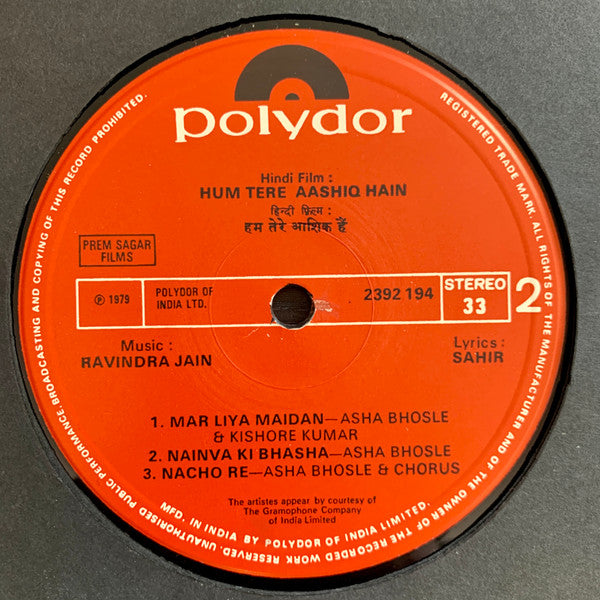 polydor
Hindi Film :
HUM TERE AASHIQ HAIN
हिन्दी फ़िल्म :
हम तेरे आशिक हैं
PREM SAGAR
FILMS
℗ 1979
POLYDOR OF
INDIA LTD.
2392 194
STEREO
33
2
Music :
RAVINDRA JAIN
Lyrics :
SAHIR
1. MAR LIYA MAIDAN—ASHA BHOSLE
& KISHORE KUMAR
2. NAINVA KI BHASHA—ASHA BHOSLE
3. NACHO RE—ASHA BHOSLE & CHORUS
The artistes appear by courtesy of
The Gramophone Company
of India Limited
MFD. IN INDIA BY POLYDOR OF INDIA LIMITED.
REGISTERED TRADE MARK. ALL RIGHTS OF THE MANUFACTURER AND OF THE OWNER OF THE RECORDED WORK RESERVED. UNAUTHORISED PUBLIC PERFORMANCE, BROADCASTING AND COPYING OF THIS RECORD PROHIBITED.